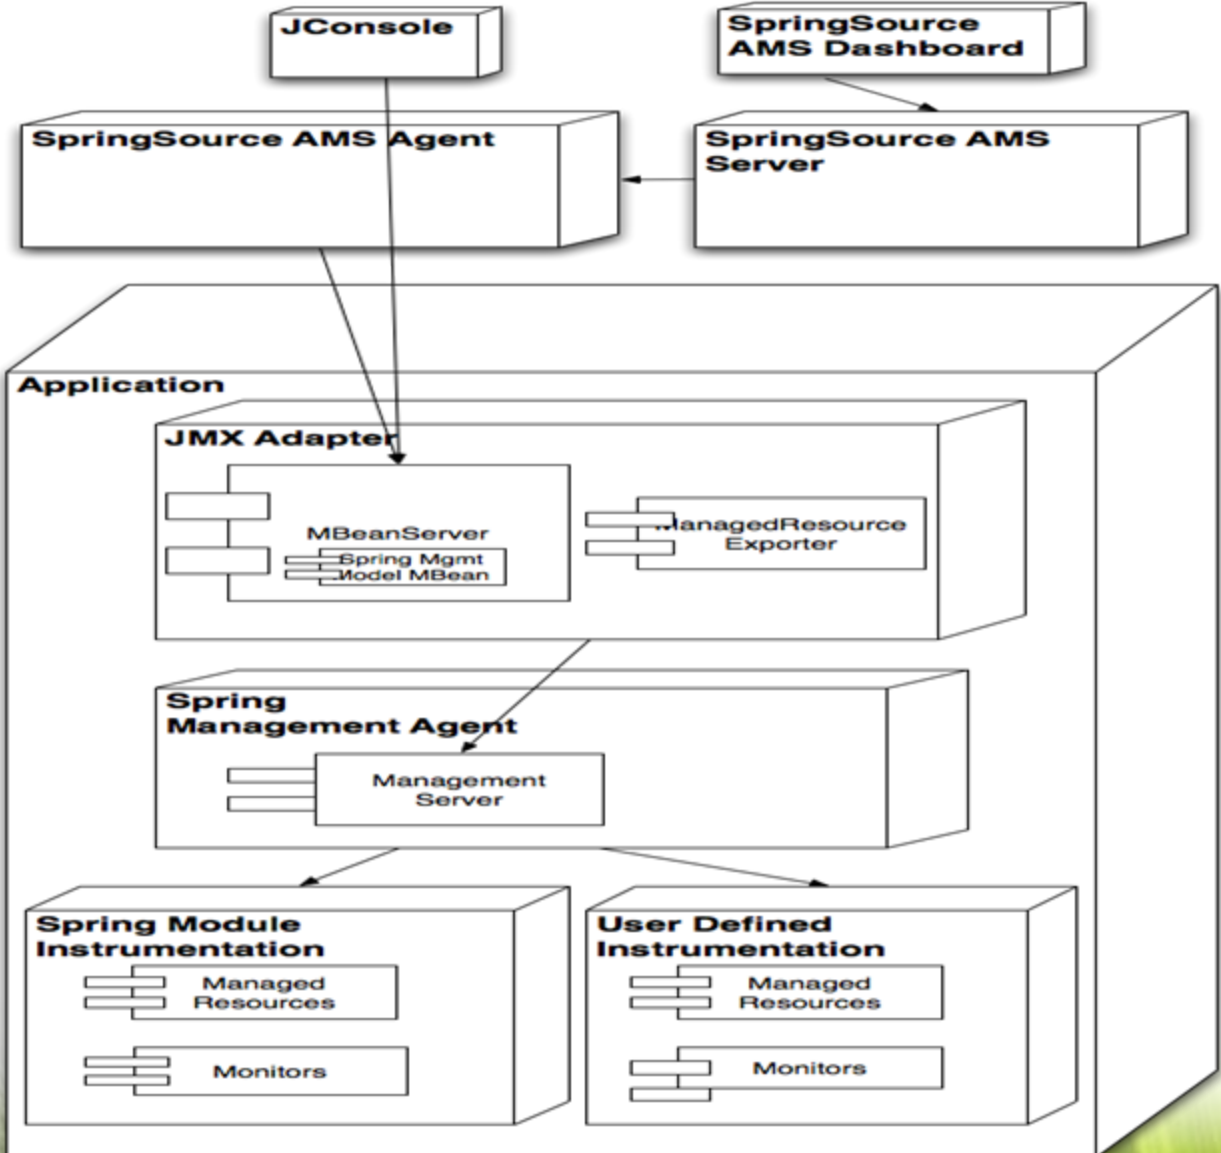 JConsole
SpringSource
AMS Dashboard
SpringSource AMS Agent
SpringSource AMS
Server
Application
JMX Adapter
MBeanServer
Spring Mgmt
Model MBean
ManagedResource
Exporter
Spring
Management Agent
Management
Server
Spring Module
Instrumentation
Managed
Resources
Monitors
User Defined
Instrumentation
Managed
Resources
Monitors